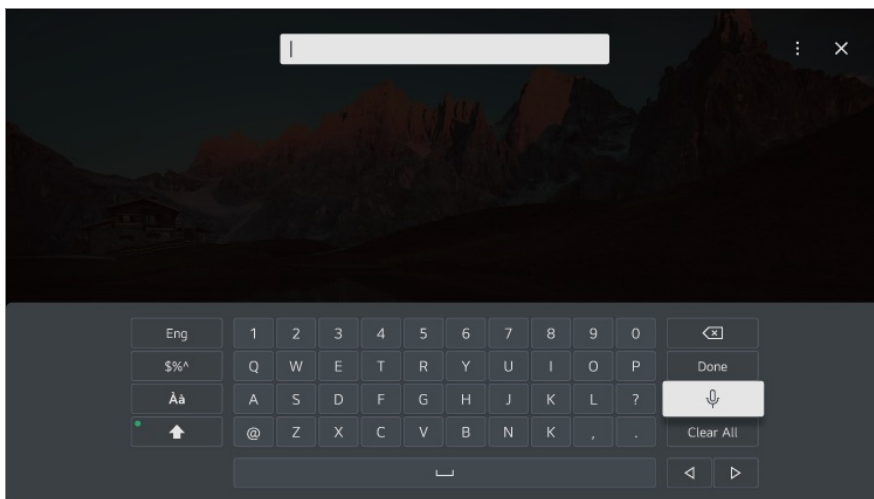 Eng 1 2 3 4 5 6 7 8 9 0
$%^ Q W E T R Y U I O P Done
Àà A S D F G H J K L ?
@ Z X C V B N K , . Clear All